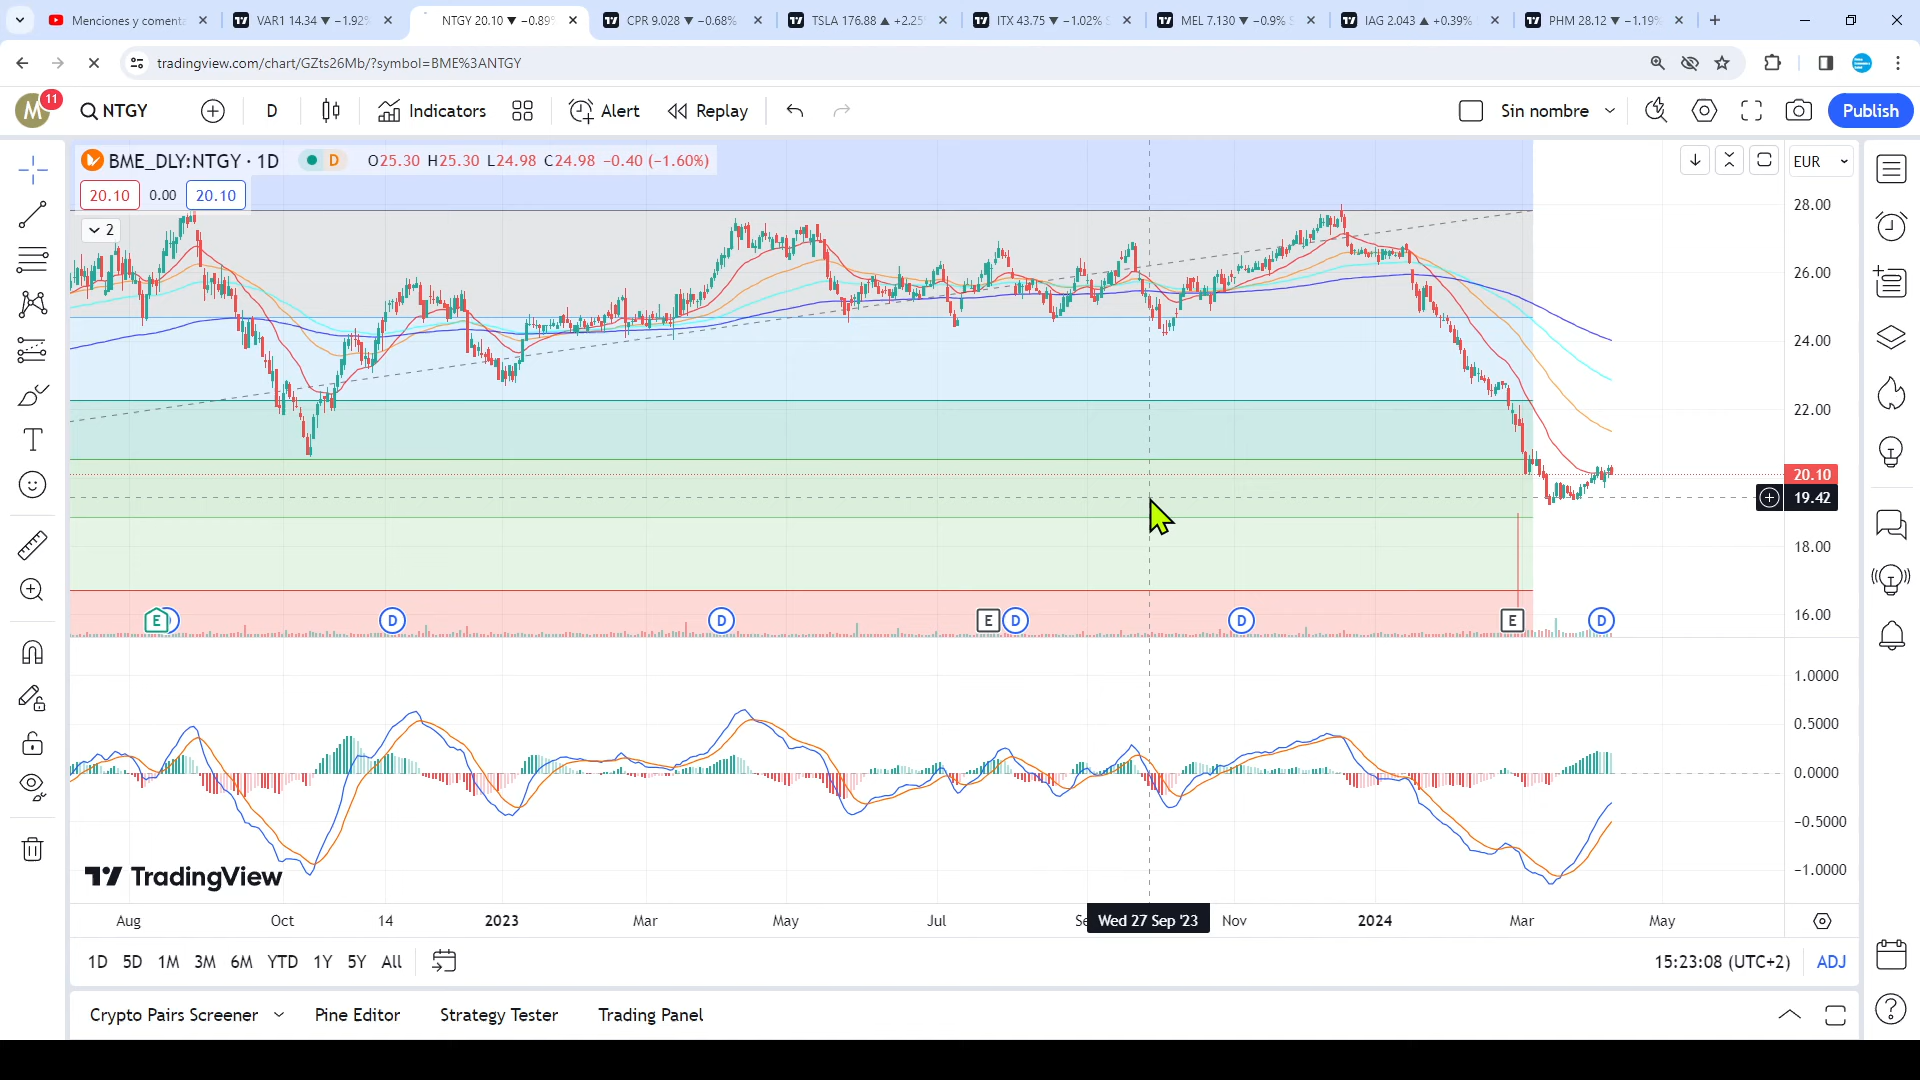 Menciones y comenta
VAR1 14.34 ▼ −1.92%
NTGY 20.10 ▼ −0.89%
CPR 9.028 ▼ −0.68%
TSLA 176.88 ▲ +2.25%
ITX 43.75 ▼ −1.02% S
MEL 7.130 ▼ −0.9% S
IAG 2.043 ▲ +0.39%
PHM 28.12 ▼ −1.19%
tradingview.com/chart/GZts26Mb/?symbol=BME%3ANTGY
M 11
NTGY
D
Indicators
Alert
Replay
Sin nombre
Publish
BME_DLY:NTGY · 1D
D
O25.30 H25.30 L24.98 C24.98 −0.40 (−1.60%)
EUR
20.10 0.00 20.10
2
28.00
26.00
24.00
22.00
20.10
19.42
18.00
16.00
E D D E D D E D
1.0000
0.5000
0.0000
−0.5000
−1.0000
TradingView
Aug Oct 14 2023 Mar May Jul Se Wed 27 Sep '23 Nov 2024 Mar May
1D 5D 1M 3M 6M YTD 1Y 5Y All
15:23:08 (UTC+2) ADJ
Crypto Pairs Screener Pine Editor Strategy Tester Trading Panel